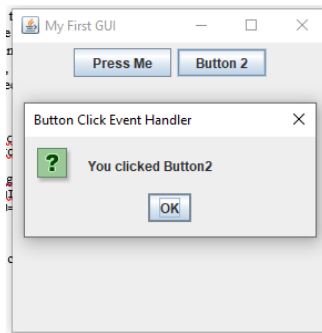 My First GUI
Press Me Button 2
Button Click Event Handler
? You clicked Button2
OK